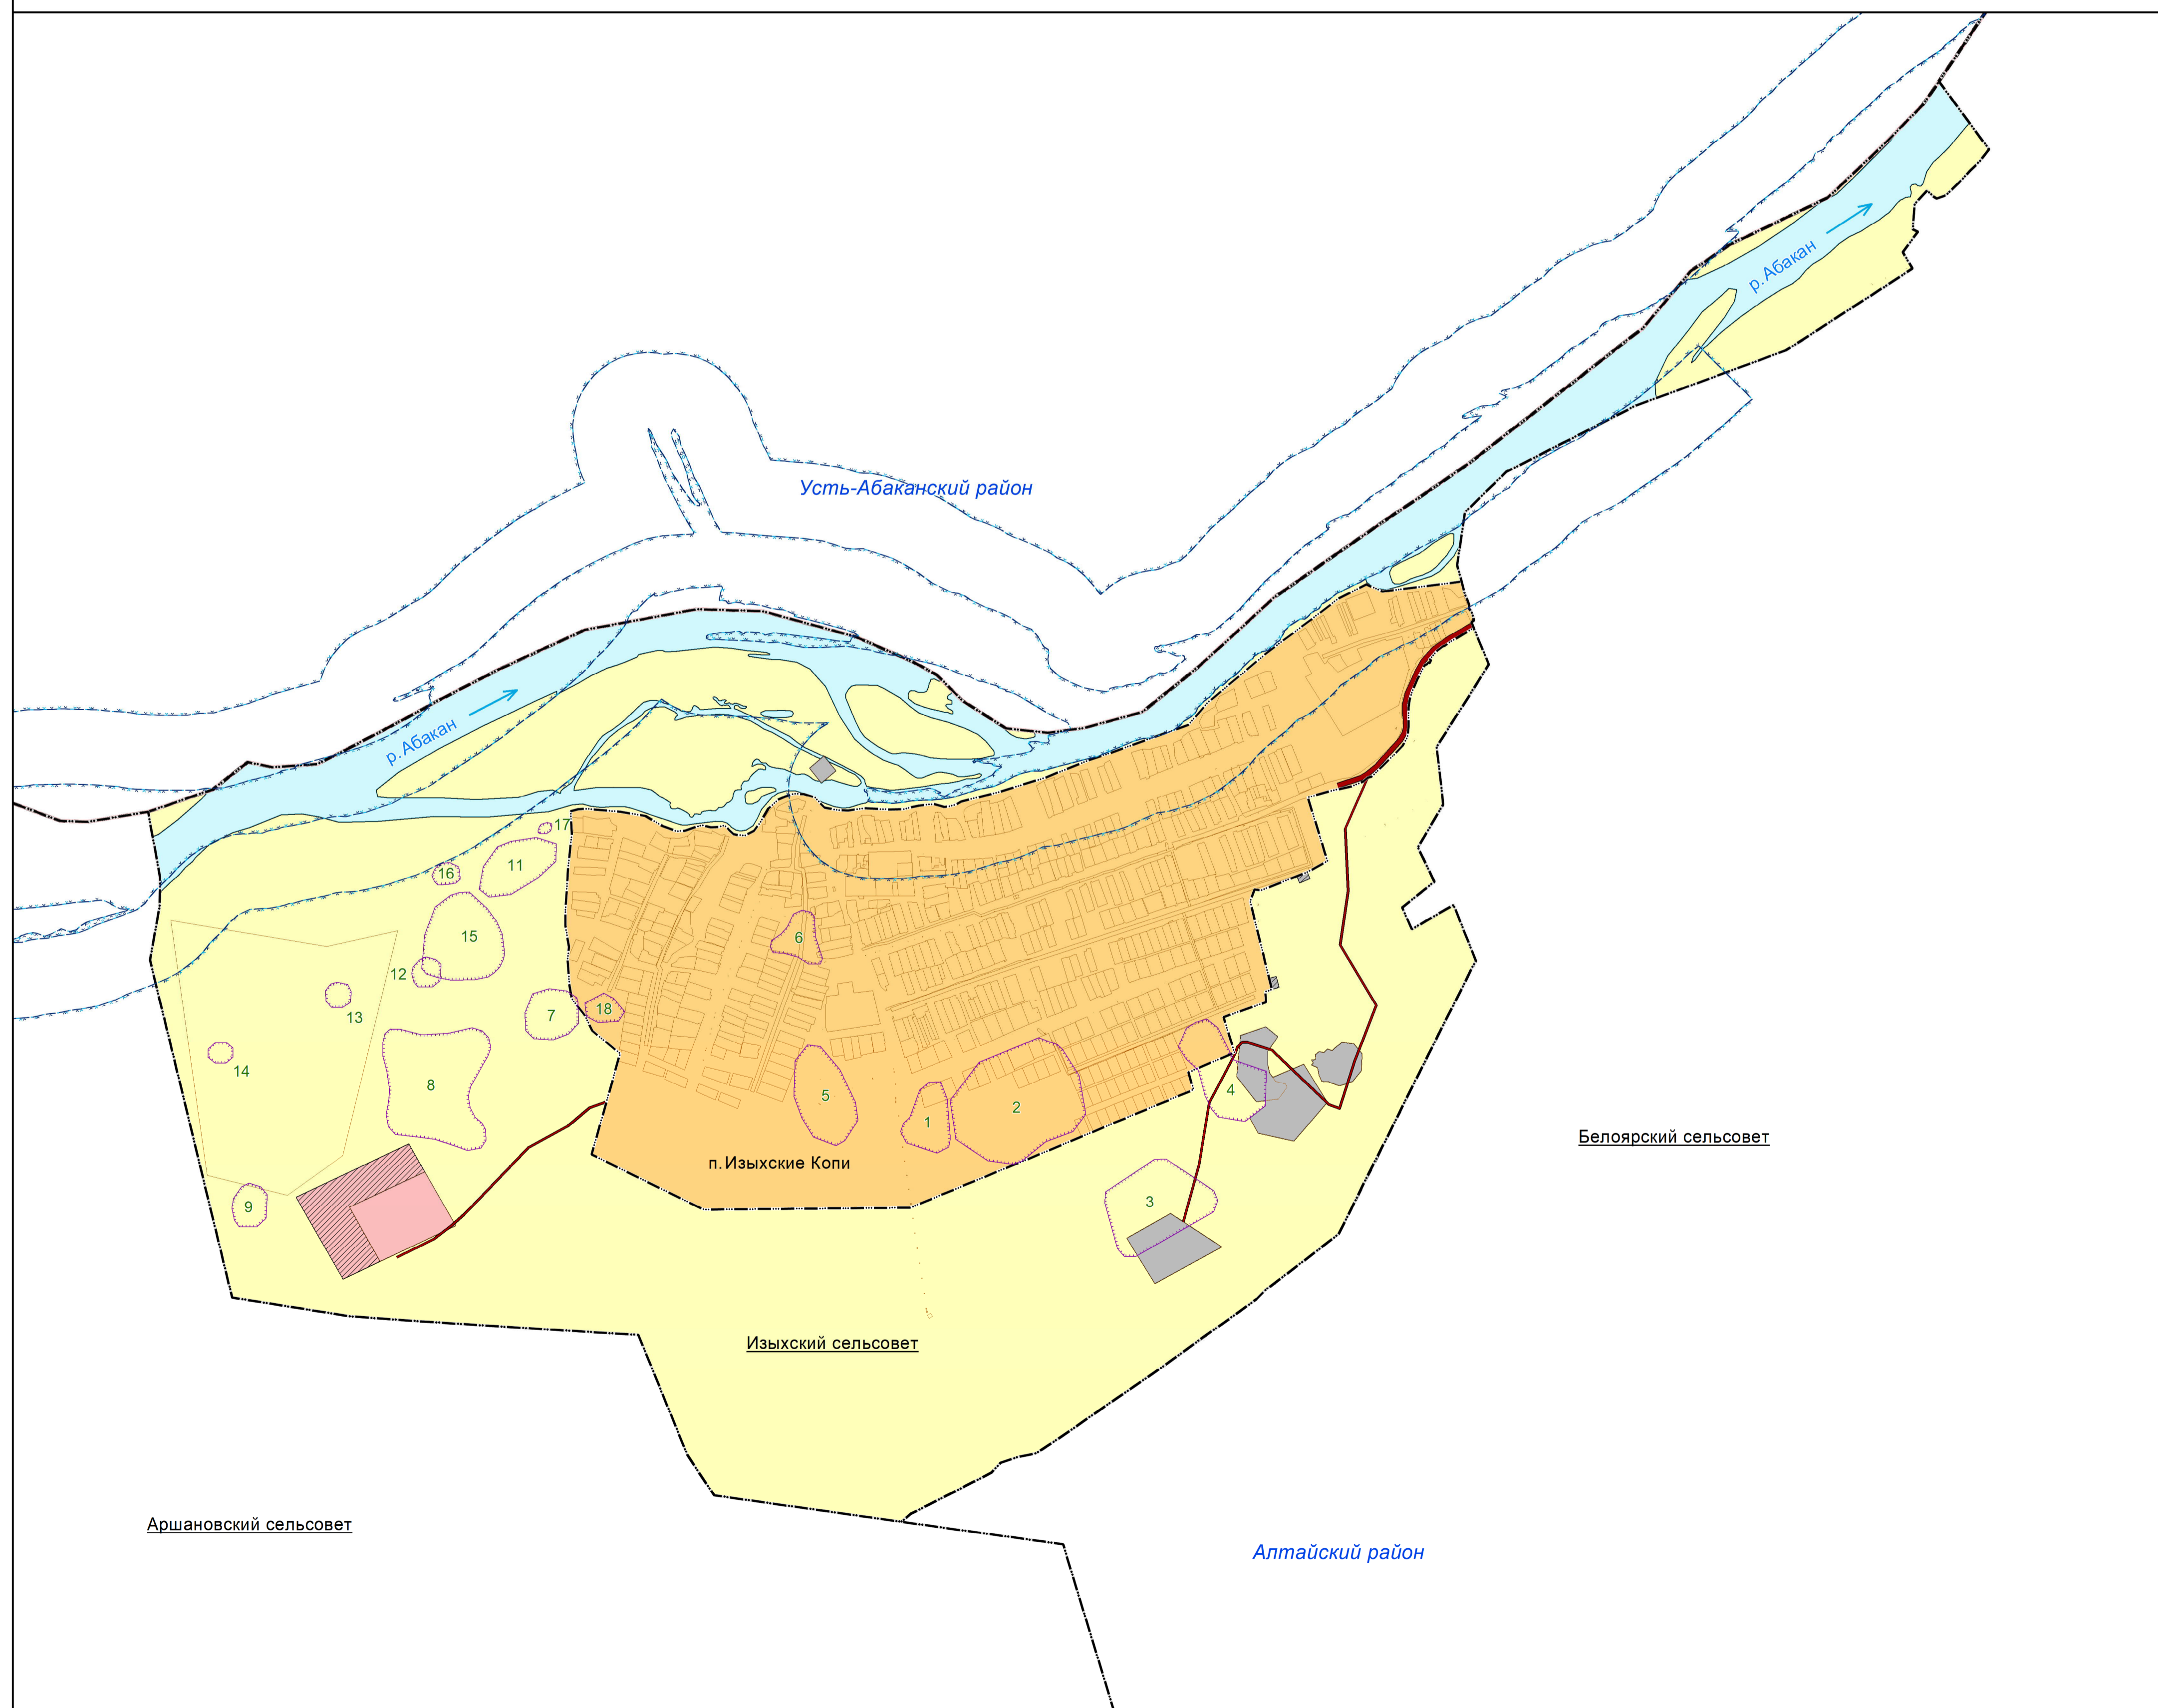 р. Абакан
Усть-Абаканский район
р. Абакан
17
11
16
15
6
12
13
7
18
14
8
5
1
2
4
п. Изыхские Копи
Белоярский сельсовет
9
3
Изыхский сельсовет
Аршановский сельсовет
Алтайский район